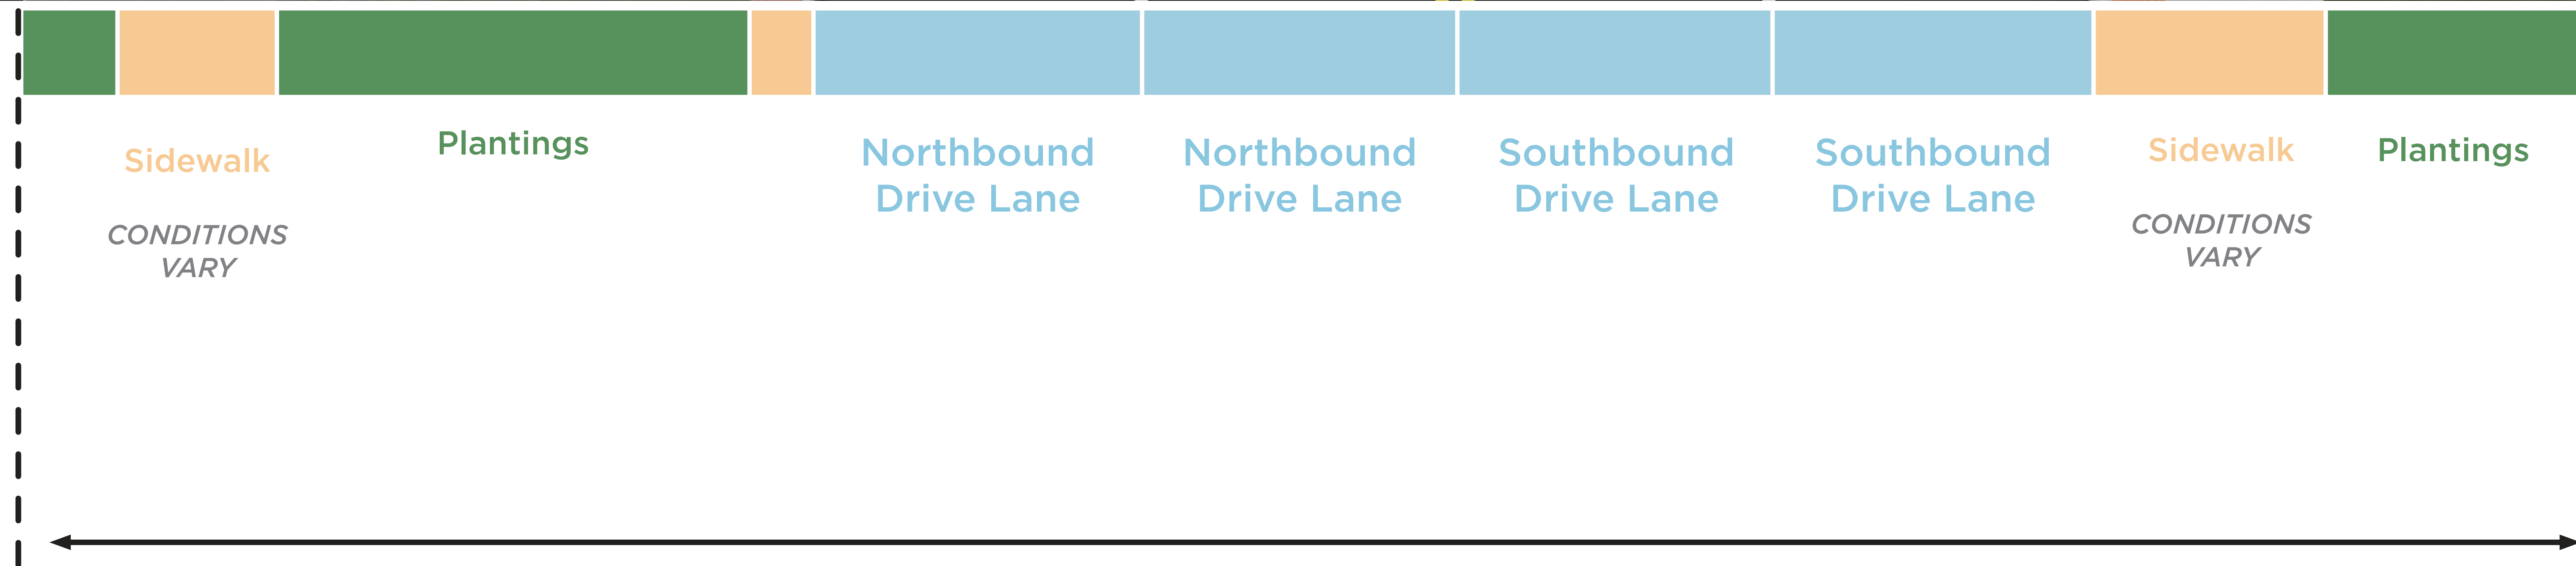 Sidewalk
CONDITIONS
VARY
Plantings
Northbound
Drive Lane
Northbound
Drive Lane
Southbound
Drive Lane
Southbound
Drive Lane
Sidewalk
CONDITIONS
VARY
Plantings